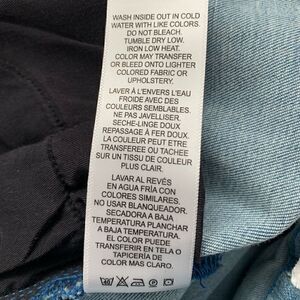 WASH INSIDE OUT IN COLD
WATER WITH LIKE COLORS.
DO NOT BLEACH.
TUMBLE DRY LOW.
IRON LOW HEAT.
COLOR MAY TRANSFER
OR BLEED ONTO LIGHTER
COLORED FABRIC OR
UPHOLSTERY.
LAVER À L'ENVERS L'EAU
FROIDE AVEC DES
COULEURS SEMBLABLES.
NE PAS JAVELLISER.
SECHE-LINGE DOUX
REPASSAGE À FER DOUX.
LA COULEUR PEUT ETRE
TRANSFEREE OU TACHEE
SUR UN TISSU DE COULEUR
PLUS CLAIR.
LAVAR AL REVÉS
EN AGUA FRÍA CON
COLORES SIMILARES.
NO USAR BLANQUEADOR.
SECADORA A BAJA
TEMPERATURA PLANCHAR
A BAJA TEMPERATURA.
EL COLOR PUEDE
TRANSFERIR EN TELA O
TAPICERÍA DE
COLOR MAS CLARO.